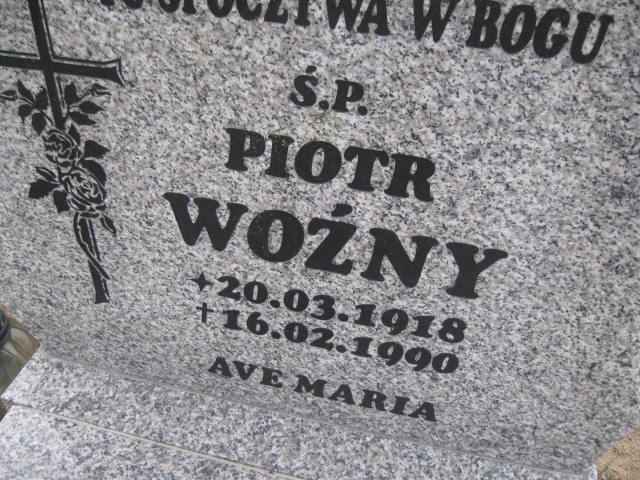 SPOCZYWA W BOGU
Ś.P.
PIOTR
WOŹNY
20.03.1918
†16.02.1990
AVE MARIA